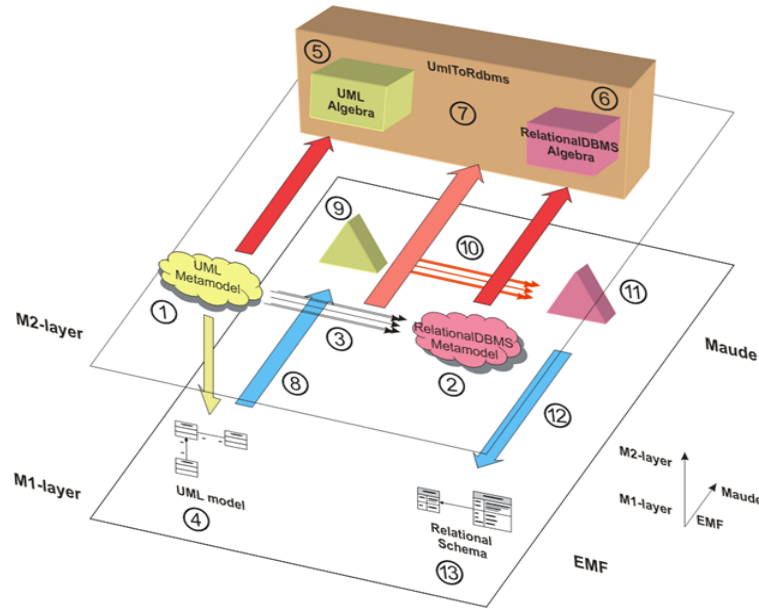 ⑤
UmlToRdbms
⑥
UML
Algebra
⑦
RelationalDBMS
Algebra
⑨
⑩
UML
Metamodel
⑪
①
③
RelationalDBMS
Metamodel
M2-layer
Maude
②
⑧
⑫
M2-layer
M1-layer
Maude
EMF
M1-layer
UML model
④
Relational
Schema
⑬
EMF